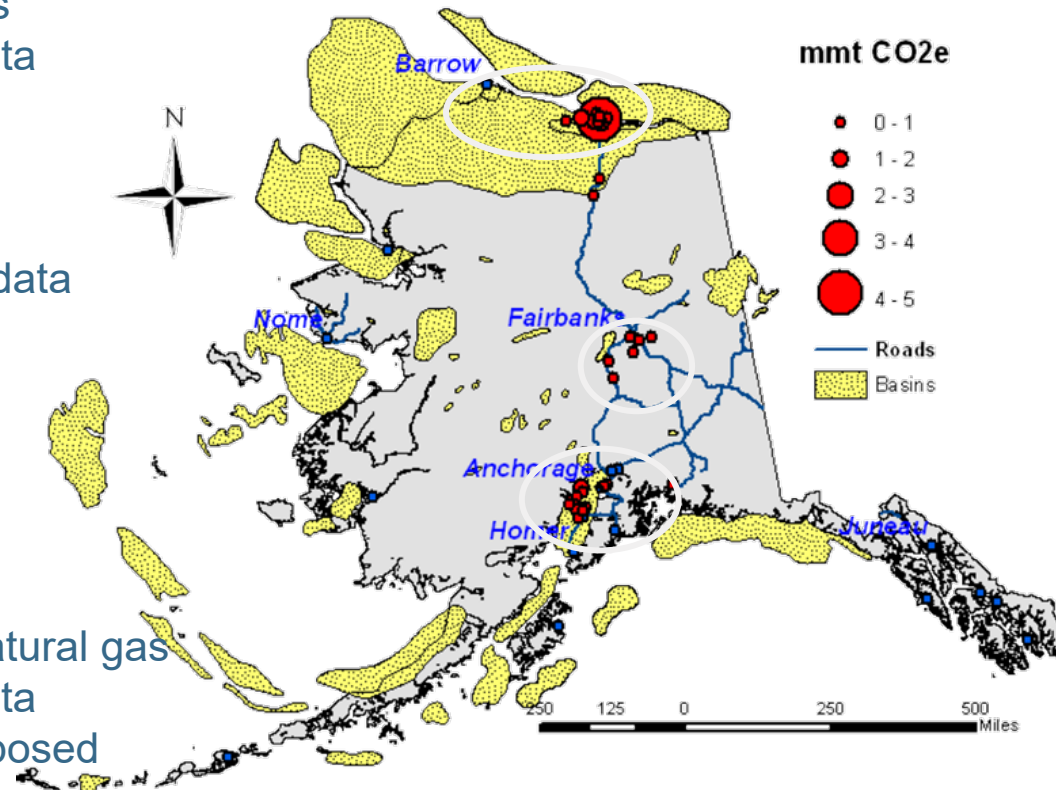 s
ta
data
atural gas
ta
posed
Barrow
N
Nome
Fairbanks
Anchorage
Homer
Juneau
mmt CO2e
0 - 1
1 - 2
2 - 3
3 - 4
4 - 5
Roads
Basins
250 125 0 250 500
Miles